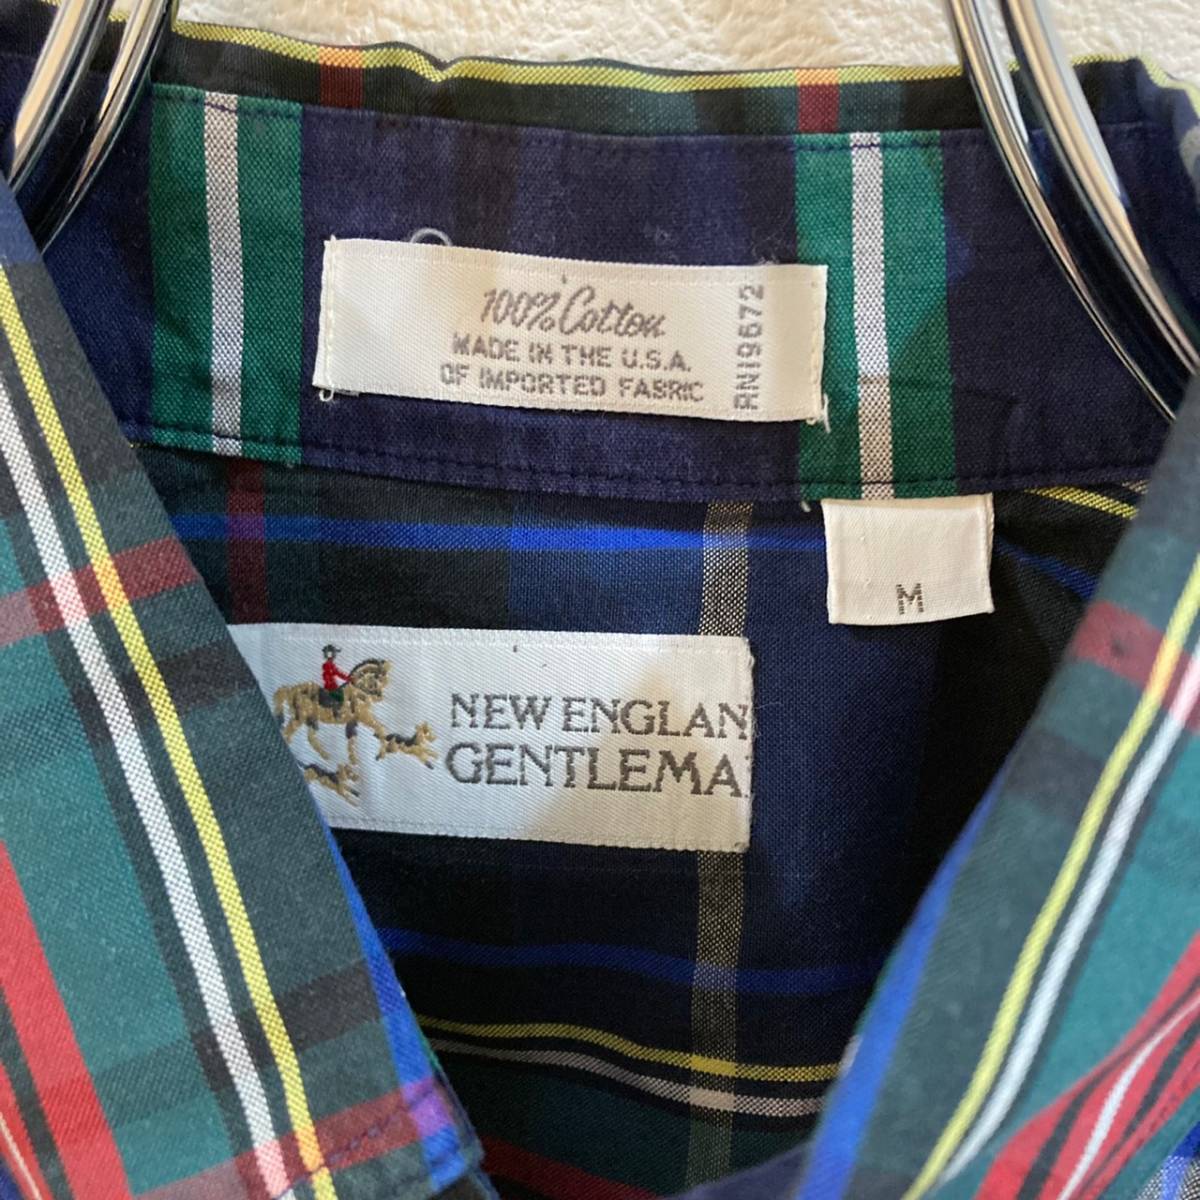 100% Cotton
MADE IN THE U.S.A.
OF IMPORTED FABRIC
RN19672
M
NEW ENGLAN
GENTLEMA